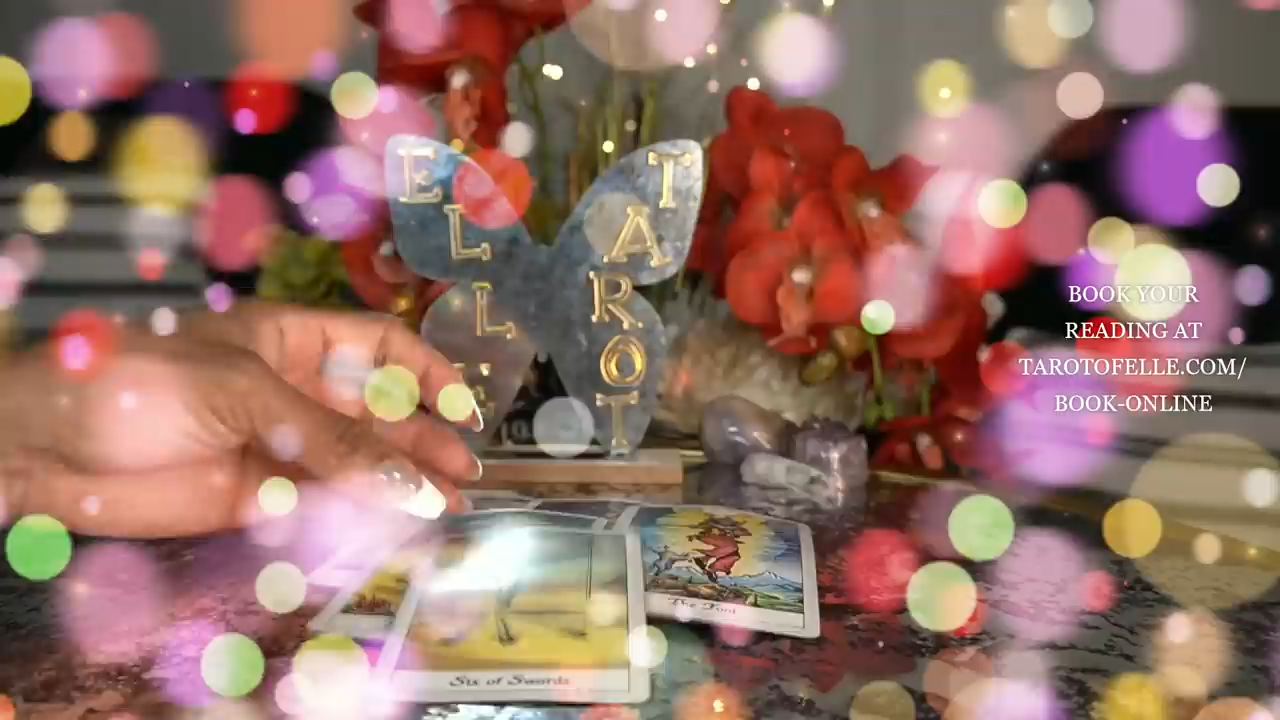 ELLE
TAROT
BOOK YOUR
READING AT
TAROTOFELLE.COM/
BOOK-ONLINE
The Fool
Six of Swords